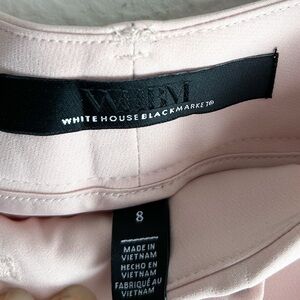 WHBM
WHITE HOUSE BLACK MARKET®
8
MADE IN
VIETNAM
HECHO EN
VIETNAM
FABRIQUÉ AU
VIETNAM